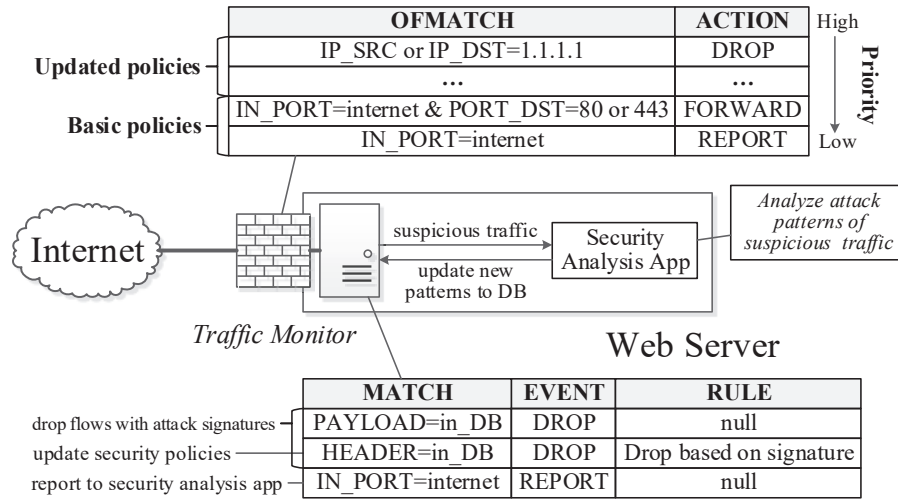 OFMATCH ACTION High
Updated policies IP_SRC or IP_DST=1.1.1.1 DROP
... ...
Basic policies IN_PORT=internet & PORT_DST=80 or 443 FORWARD
IN_PORT=internet REPORT Low
Priority
Internet
suspicious traffic
update new
patterns to DB
Security
Analysis App
Analyze attack
patterns of
suspicious traffic
Traffic Monitor
Web Server
MATCH EVENT RULE
drop flows with attack signatures PAYLOAD=in_DB DROP null
update security policies HEADER=in_DB DROP Drop based on signature
report to security analysis app IN_PORT=internet REPORT null